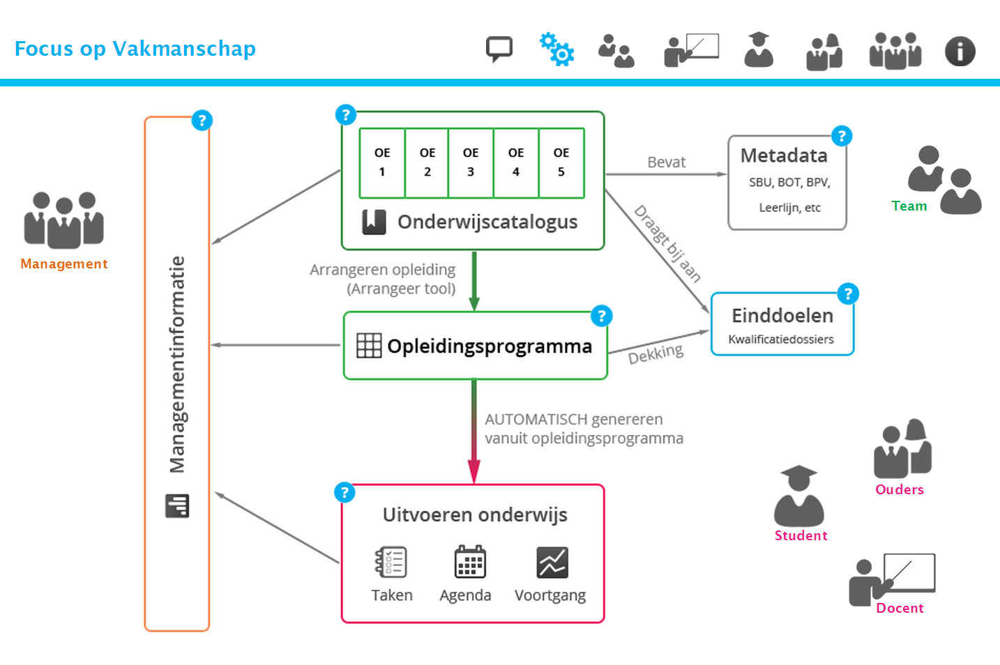 Focus op Vakmanschap
i
?
Managementinformatie
Management
?
OE 1
OE 2
OE 3
OE 4
OE 5
Onderwijscatalogus
Bevat
?
Metadata
SBU, BOT, BPV,
Leerlijn, etc
Team
Draagt bij aan
Arrangeren opleiding
(Arrangeer tool)
?
Opleidingsprogramma
Dekking
?
Einddoelen
Kwalificatiedossiers
AUTOMATISCH genereren
vanuit opleidingsprogramma
?
Uitvoeren onderwijs
Taken
Agenda
Voortgang
Ouders
Student
Docent